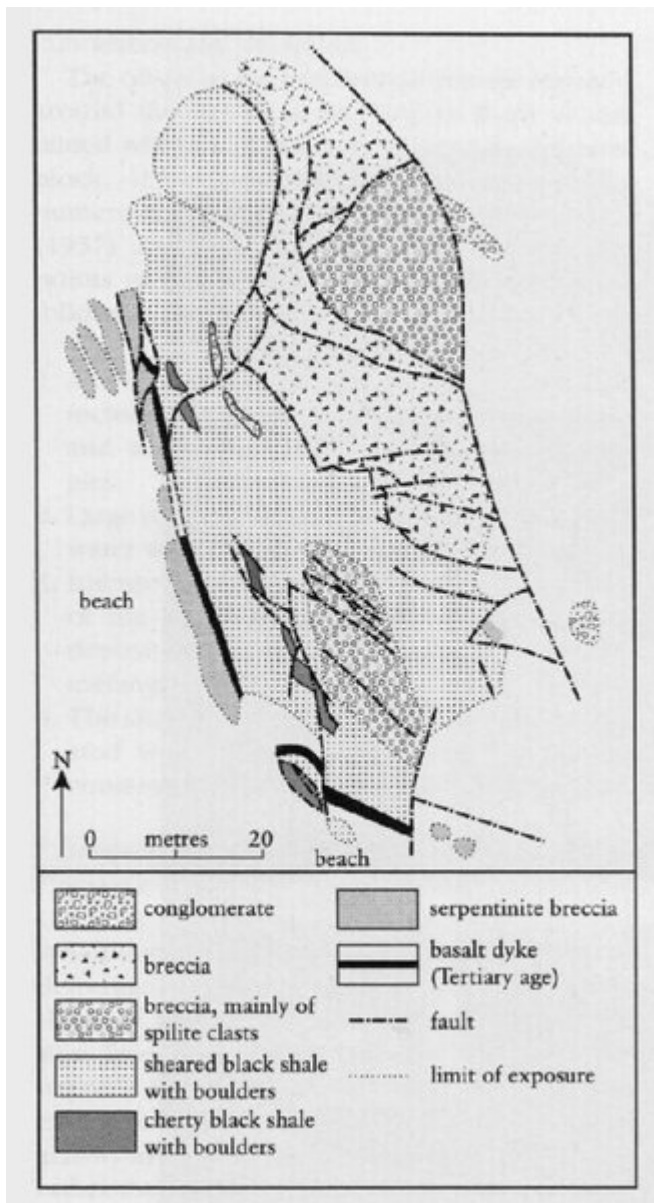 beach
N
0 metres 20
beach
conglomerate
breccia
breccia, mainly of
spilite clasts
sheared black shale
with boulders
cherty black shale
with boulders
serpentinite breccia
basalt dyke
(Tertiary age)
fault
limit of exposure